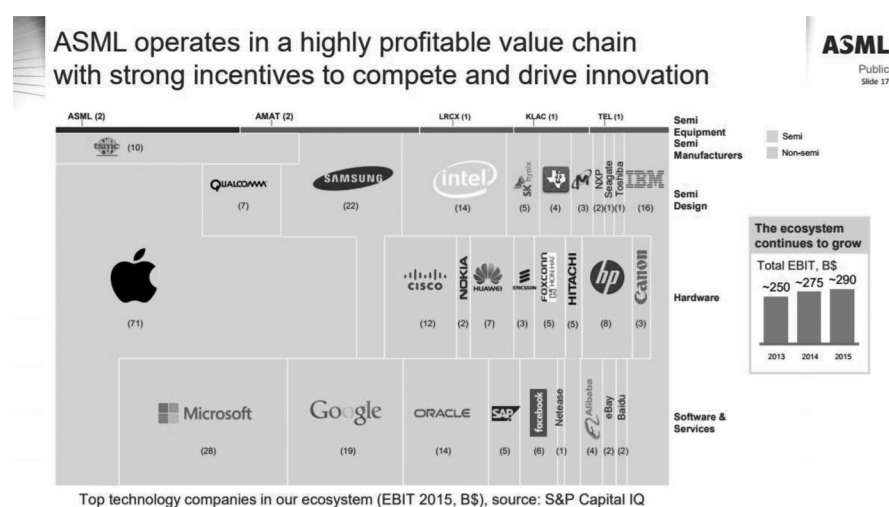 ASML operates in a highly profitable value chain
with strong incentives to compete and drive innovation
ASML
Public
Slide 17
ASML (2)
AMAT (2)
LRCX (1)
KLAC (1)
TEL (1)
Semi
Equipment
Semi
Manufacturers
tsmc
(10)
QUALCOMM
(7)
SAMSUNG
(22)
intel
(14)
SK hynix
(5)
(4)
(3)
NXP
(2)
Seagate
(1)
Toshiba
(1)
IBM
(16)
Semi
Design
Semi
Non-semi
(71)
CISCO
(12)
NOKIA
(2)
HUAWEI
(7)
ERICSSON
(3)
FOXCONN
HON HAI
(5)
HITACHI
(5)
hp
(8)
Canon
(3)
Hardware
The ecosystem
continues to grow
Total EBIT, B$
~250 ~275 ~290
2013 2014 2015
Microsoft
(28)
Google
(19)
ORACLE
(14)
SAP
(5)
facebook
(6)
Netease
(1)
Alibaba
(4)
eBay
(2)
Baidu
(2)
Software &
Services
Top technology companies in our ecosystem (EBIT 2015, B$), source: S&P Capital IQ